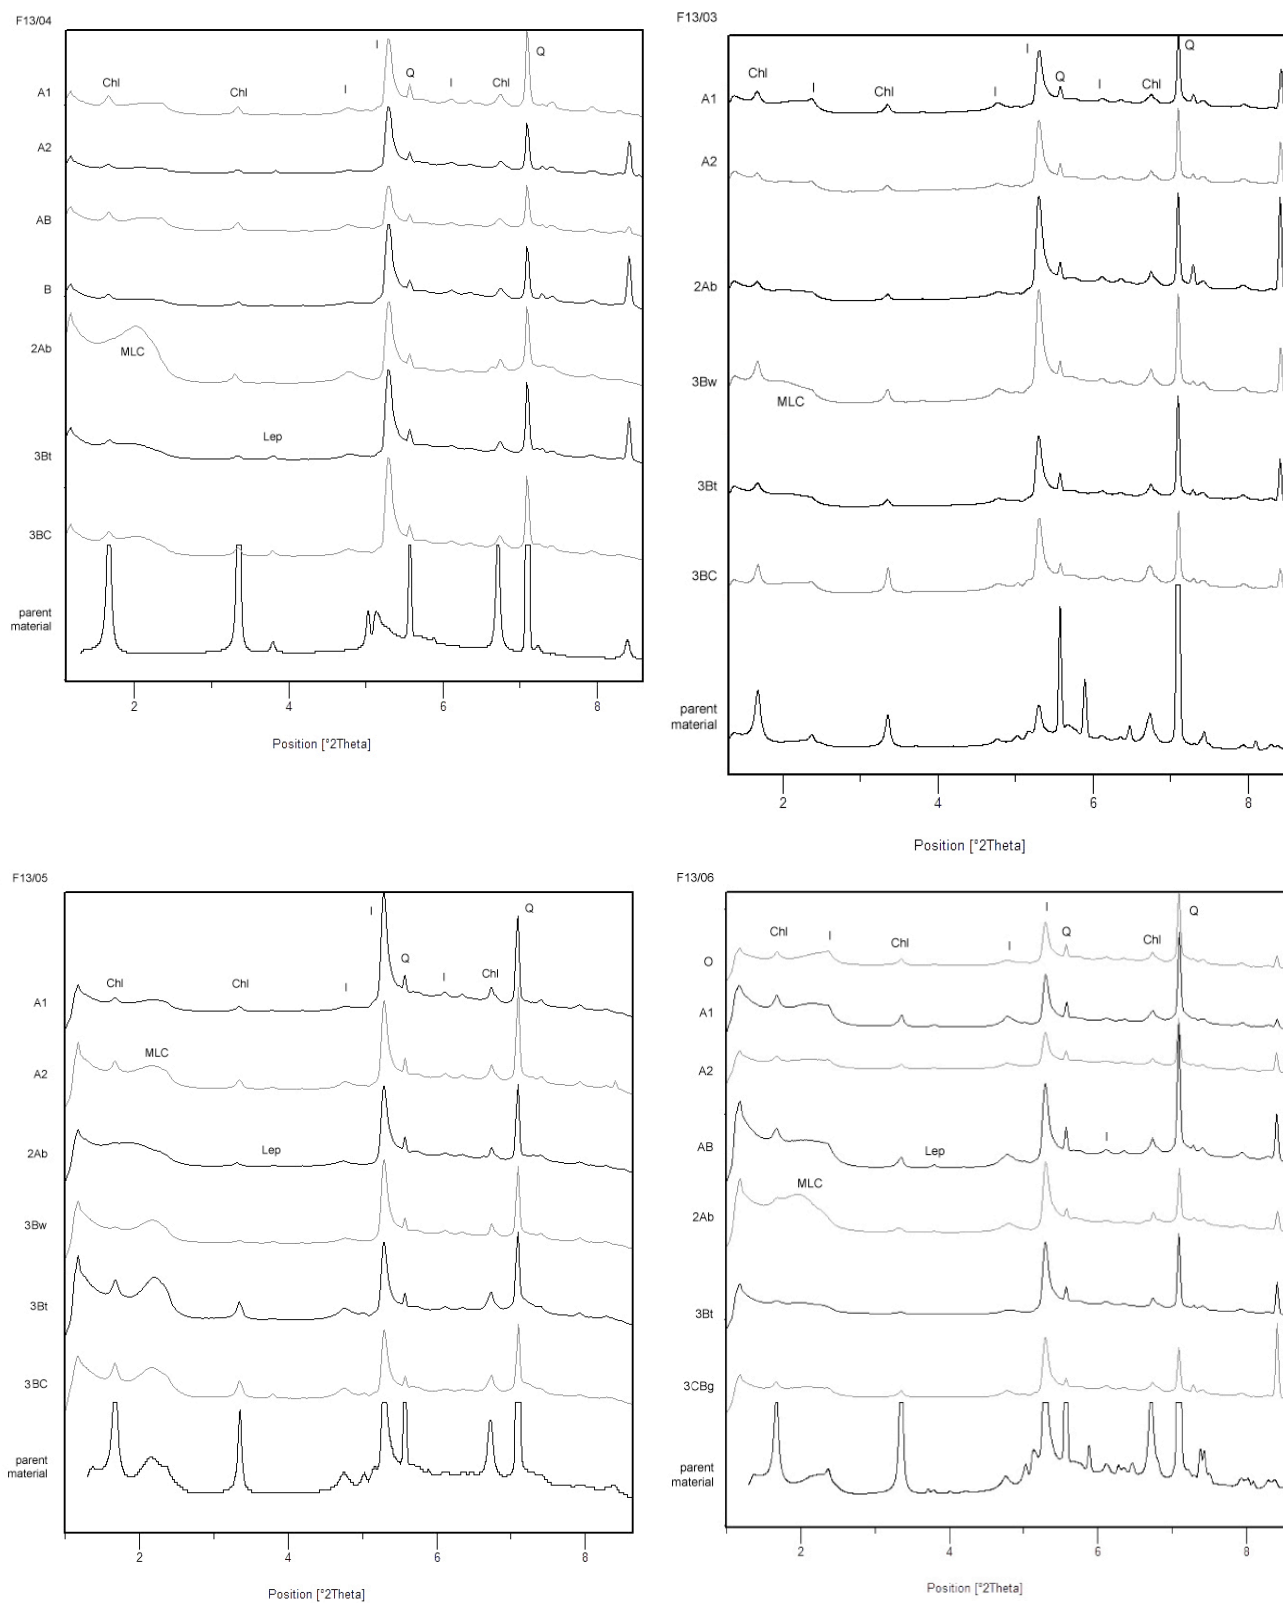 F13/04
I
Q
Chl
Chl
I
Q
I
Chl
A1
A2
AB
B
2Ab
MLC
Lep
3Bt
3BC
parent
material
2
4
6
8
Position [°2Theta]
F13/03
I
Q
Chl
I
Chl
I
Q
I
Chl
A1
A2
2Ab
3Bw
MLC
3Bt
3BC
parent
material
2
4
6
8
Position [°2Theta]
F13/05
I
Q
Chl
Chl
I
Q
I
Chl
A1
MLC
A2
2Ab
Lep
3Bw
3Bt
3BC
parent
material
2
4
6
8
Position [°2Theta]
F13/06
I
Q
Chl
I
Chl
I
Q
Chl
O
A1
A2
AB
Lep
I
MLC
2Ab
3Bt
3CBg
parent
material
2
4
6
8
Position [°2Theta]